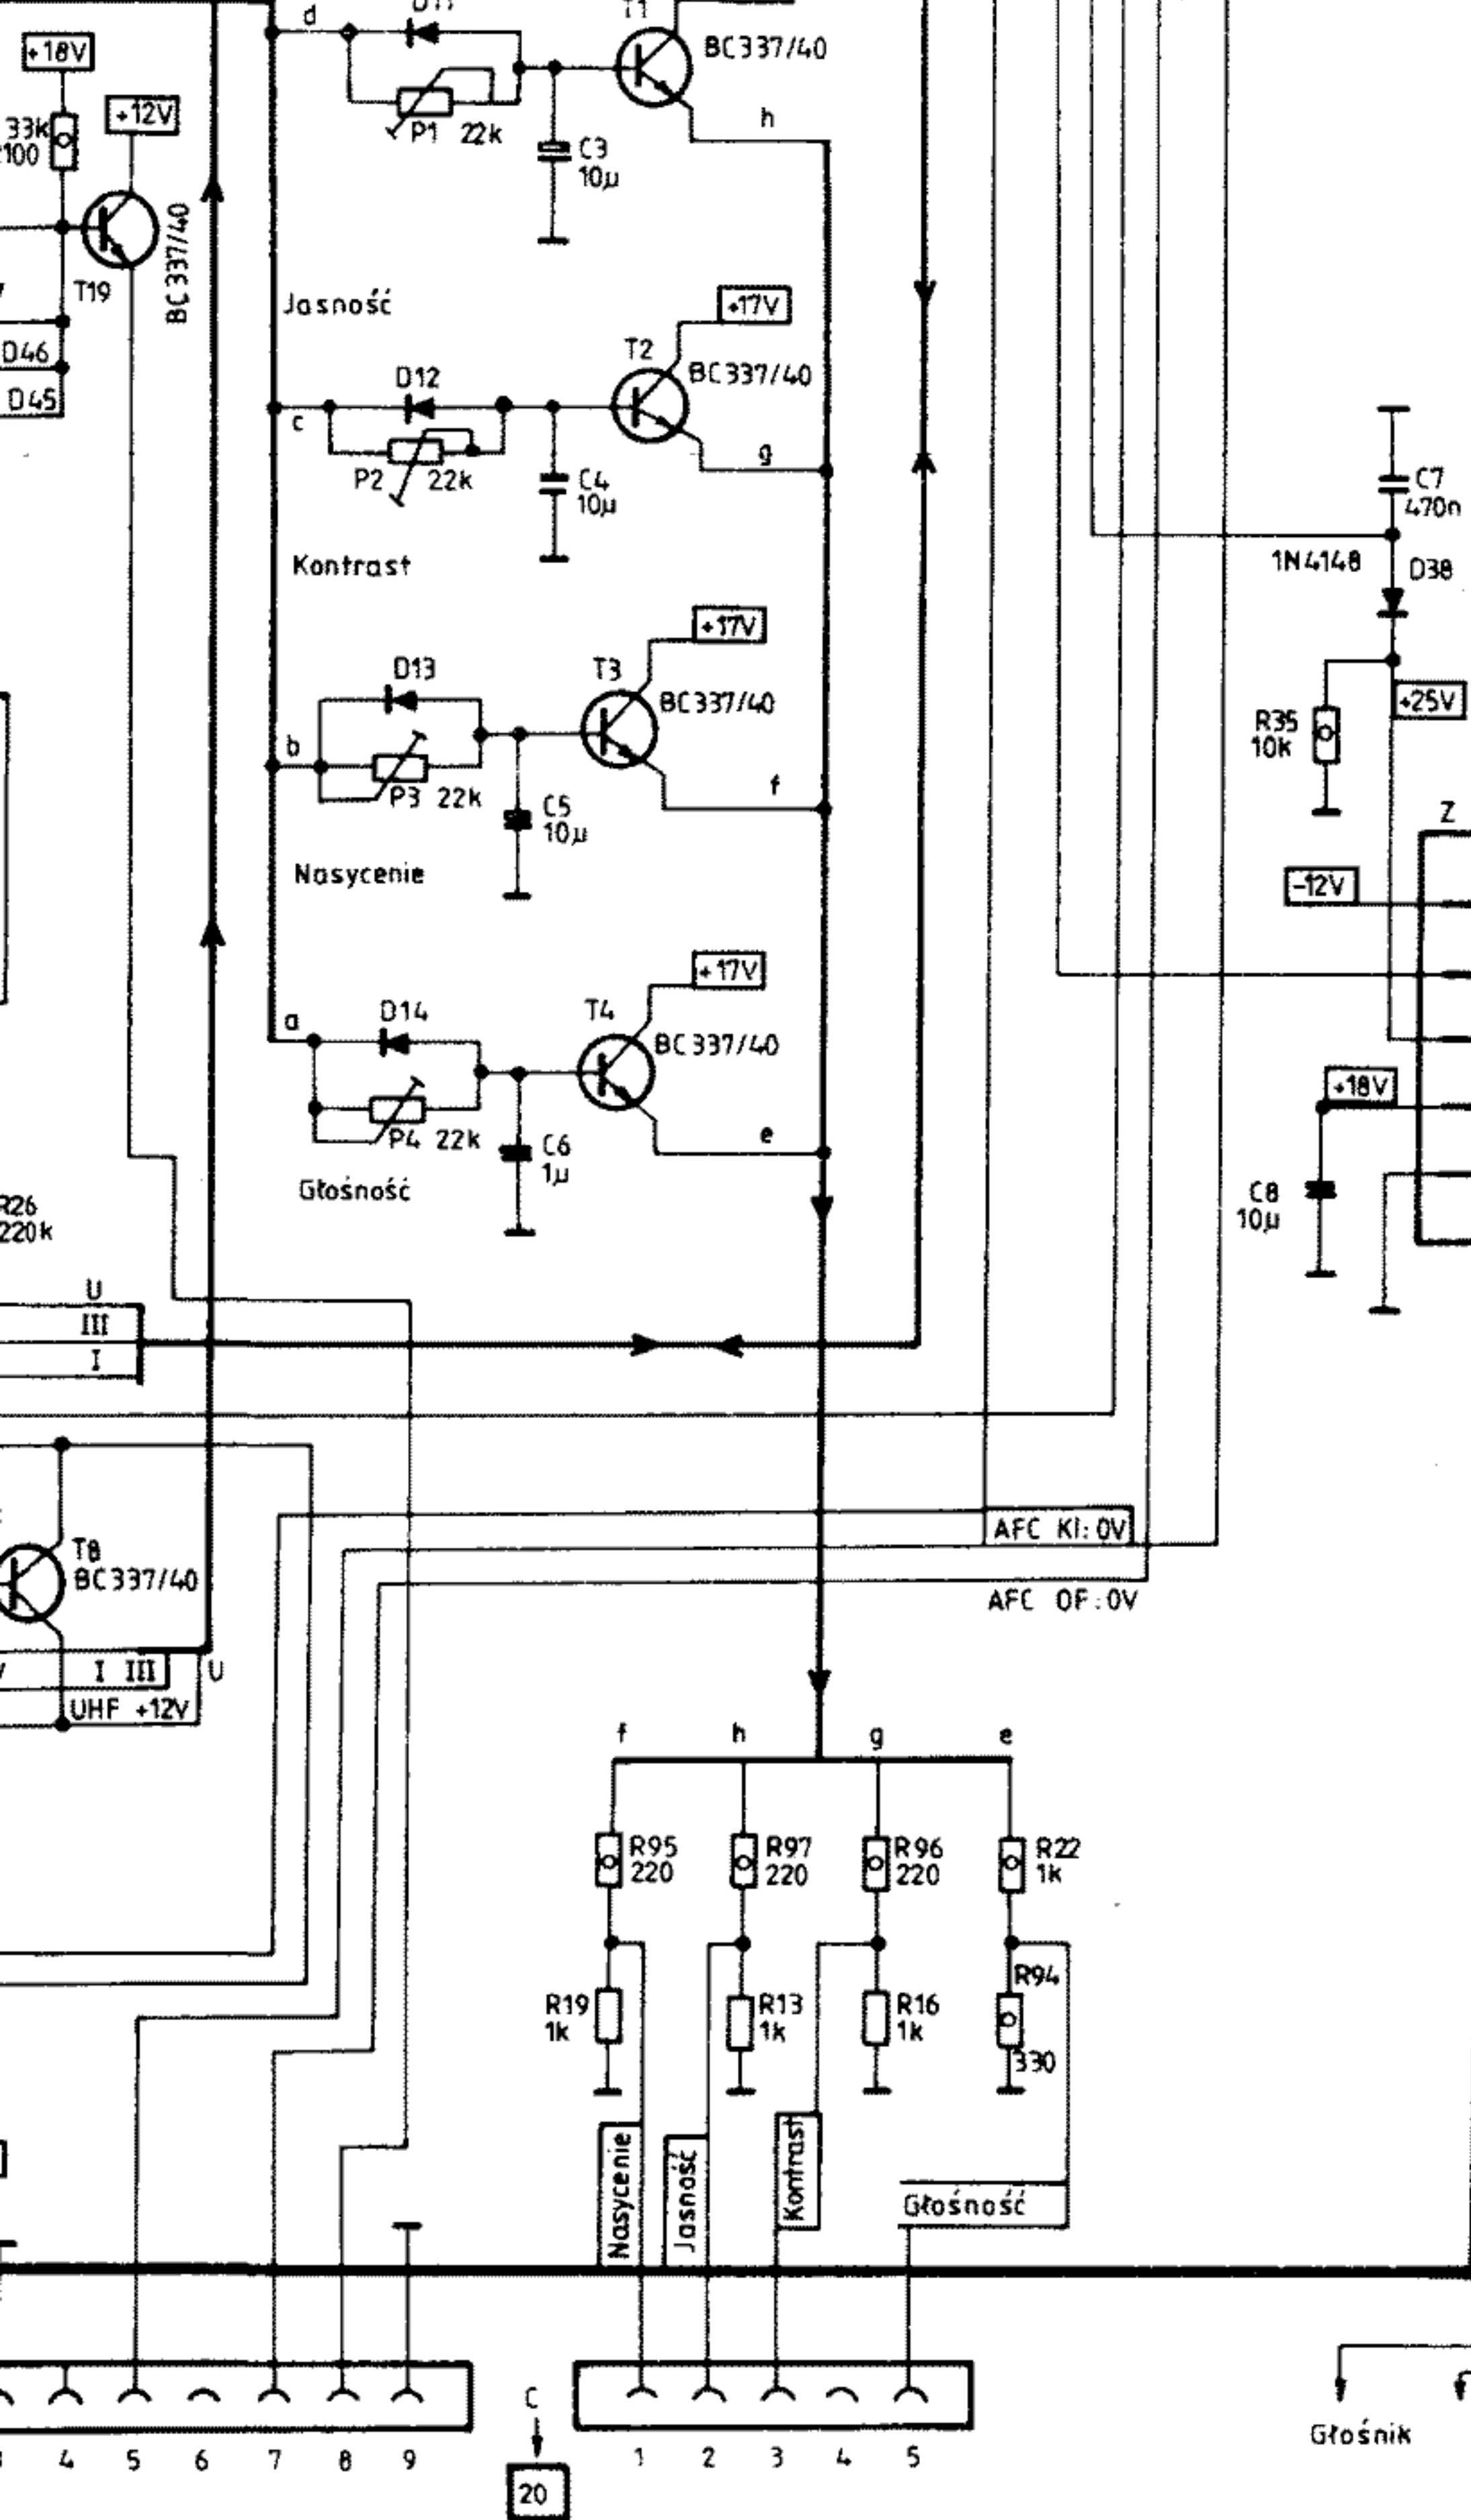 d
D11
T1
BC337/40
+18V
+12V
33k
P1 22k
h
C3
10µ
T19
BC337/40
Jasność
+17V
T2
BC337/40
D46
D45
D12
c
P2 22k
g
C4
10µ
C7
470n
1N4148
D38
Kontrast
+17V
D13
T3
BC337/40
+25V
b
R35
10k
P3 22k
f
C5
10µ
Z
Nasycenie
-12V
+17V
a
D14
T4
BC337/40
+18V
P4 22k
e
C6
1µ
Głośność
R26
220k
C8
10µ
U
III
I
AFC KI:0V
AFC OF:0V
T8
BC337/40
I III U
UHF +12V
f h g e
R95
220
R97
220
R96
220
R22
1k
R94
330
R19
1k
R13
1k
R16
1k
Nasycenie
Jasność
Kontrast
Głośność
C
20
4 5 6 7 8 9
1 2 3 4 5
Głośnik